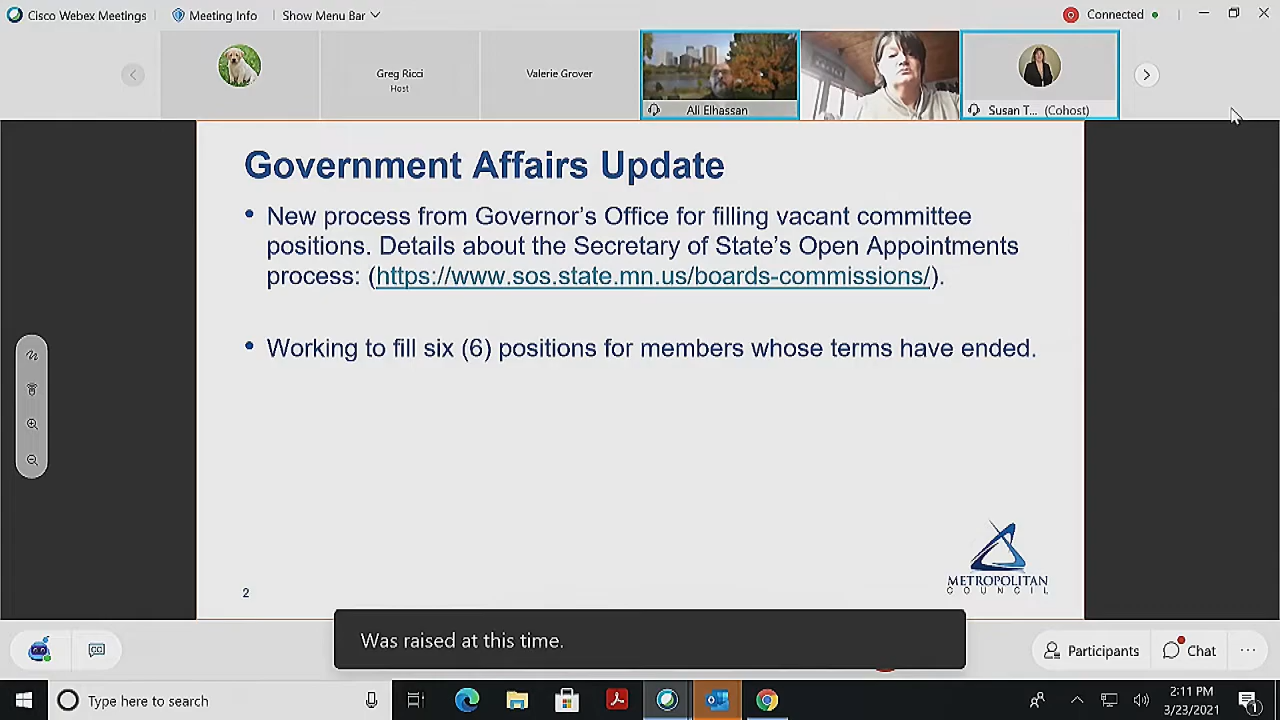 Cisco Webex Meetings
Meeting Info
Show Menu Bar
Connected
Greg Ricci
Host
Valerie Grover
Ali Elhassan
Susan T... (Cohost)
Government Affairs Update
• New process from Governor's Office for filling vacant committee
positions. Details about the Secretary of State's Open Appointments
process: (https://www.sos.state.mn.us/boards-commissions/).
• Working to fill six (6) positions for members whose terms have ended.
METROPOLITAN
COUNCIL
2
Was raised at this time.
CC
Participants
Chat
Type here to search
2:11 PM
3/23/2021
1